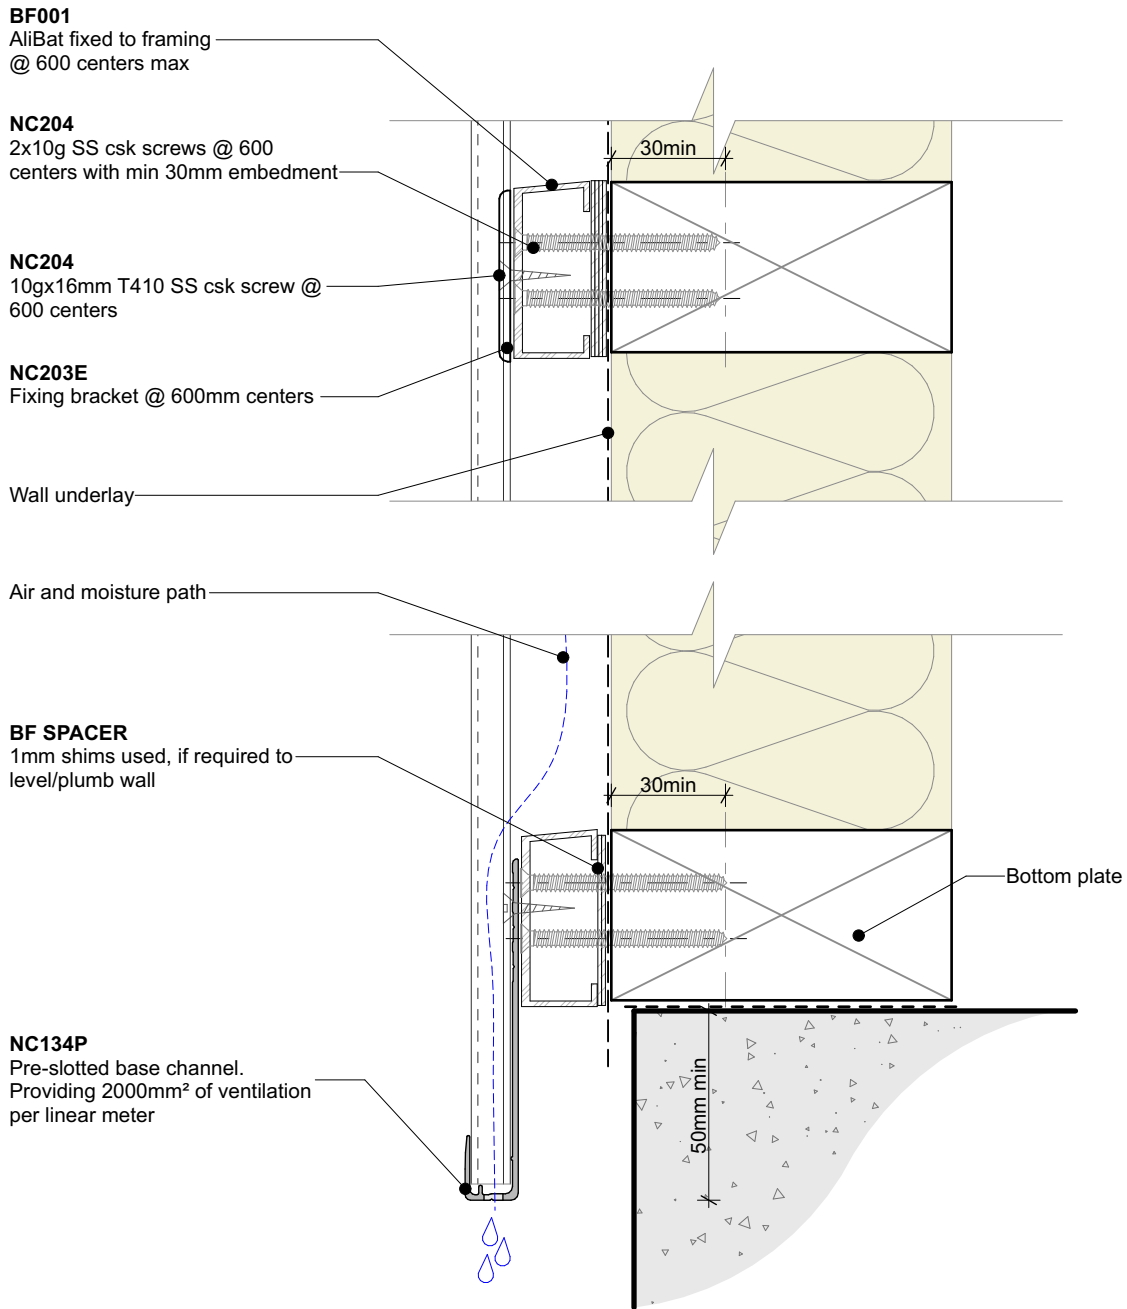 BF001
AliBat fixed to framing
@ 600 centers max
NC204
2x10g SS csk screws @ 600
centers with min 30mm embedment
30min
NC204
10gx16mm T410 SS csk screw @
600 centers
NC203E
Fixing bracket @ 600mm centers
Wall underlay
Air and moisture path
BF SPACER
1mm shims used, if required to
level/plumb wall
30min
Bottom plate
NC134P
Pre-slotted base channel.
Providing 2000mm² of ventilation
per linear meter
50mm min